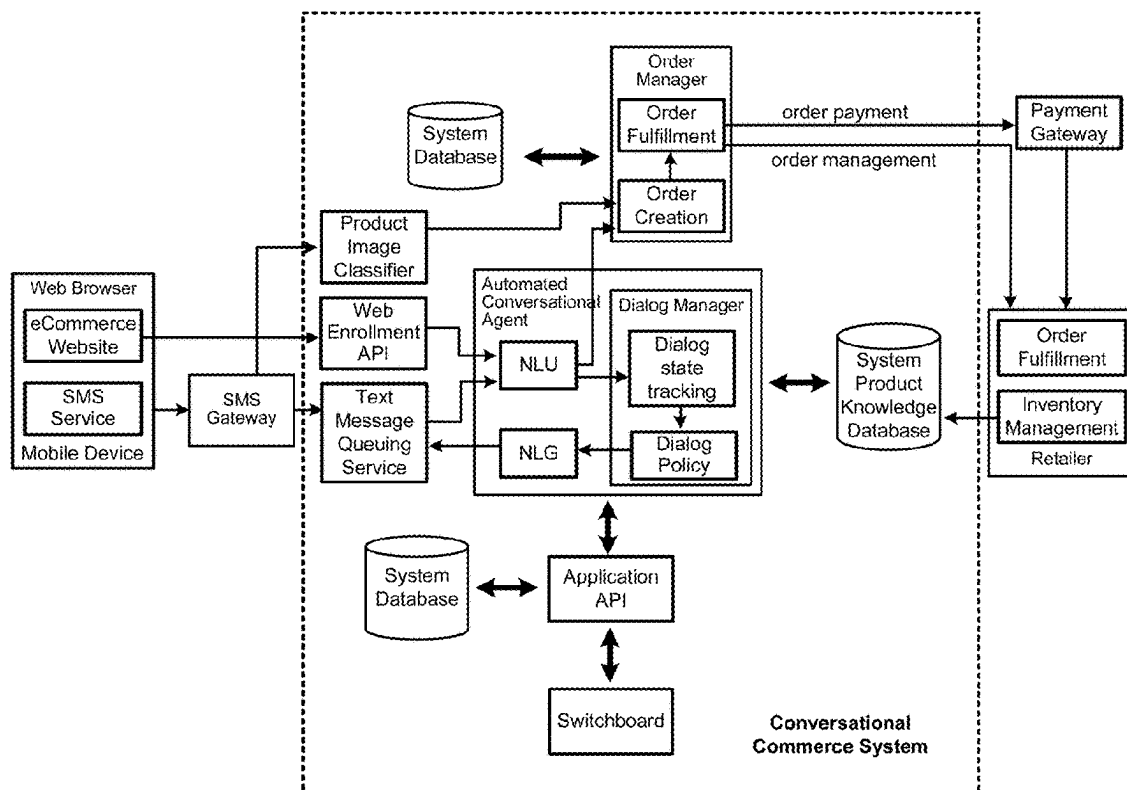 Order
Manager
Order
Fulfillment
order payment
Payment
Gateway
order management
System
Database
Order
Creation
Product
Image
Classifier
Web Browser
eCommerce
Website
SMS
Service
Mobile Device
SMS
Gateway
Web
Enrollment
API
Text
Message
Queuing
Service
Automated
Conversational
Agent
NLU
NLG
Dialog Manager
Dialog
state
tracking
Dialog
Policy
System
Product
Knowledge
Database
Order
Fulfillment
Inventory
Management
Retailer
System
Database
Application
API
Switchboard
Conversational
Commerce System